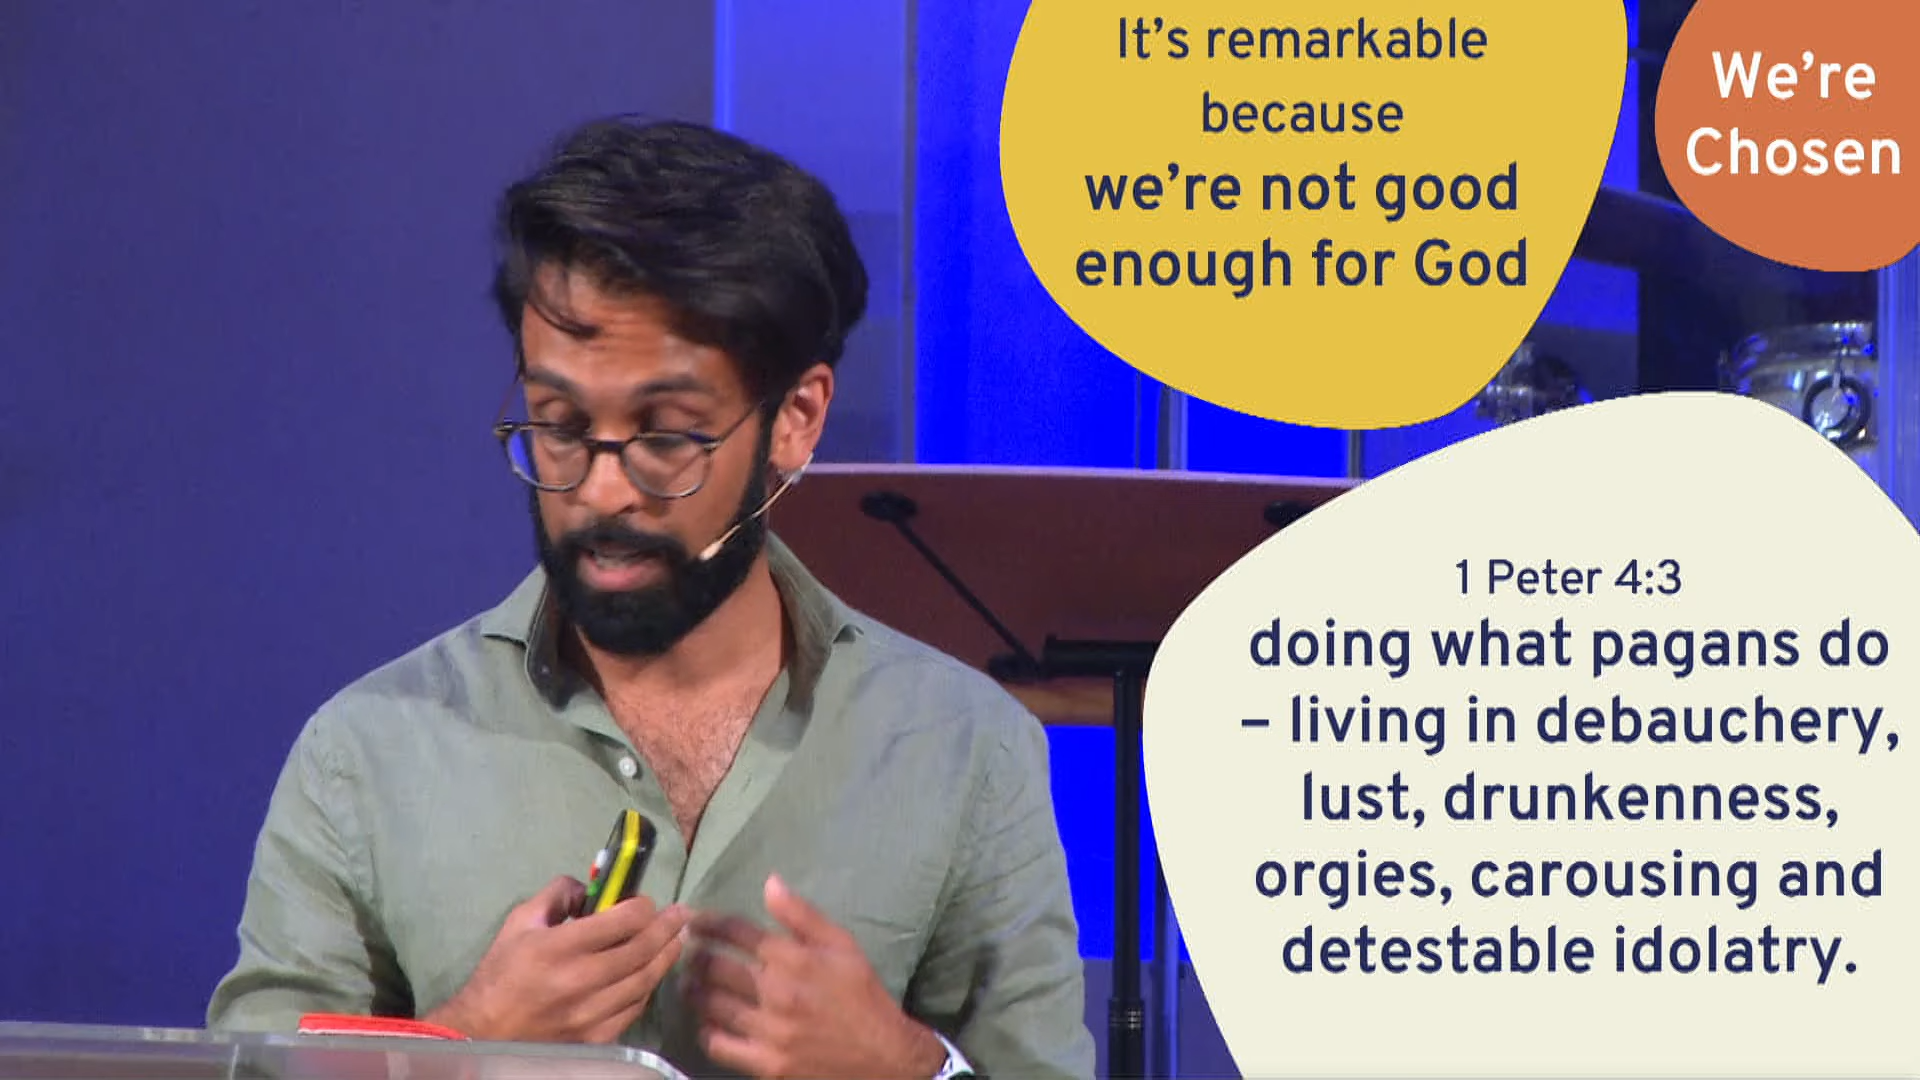 It’s remarkable
because
we’re not good
enough for God
We’re
Chosen
1 Peter 4:3
doing what pagans do
– living in debauchery,
lust, drunkenness,
orgies, carousing and
detestable idolatry.